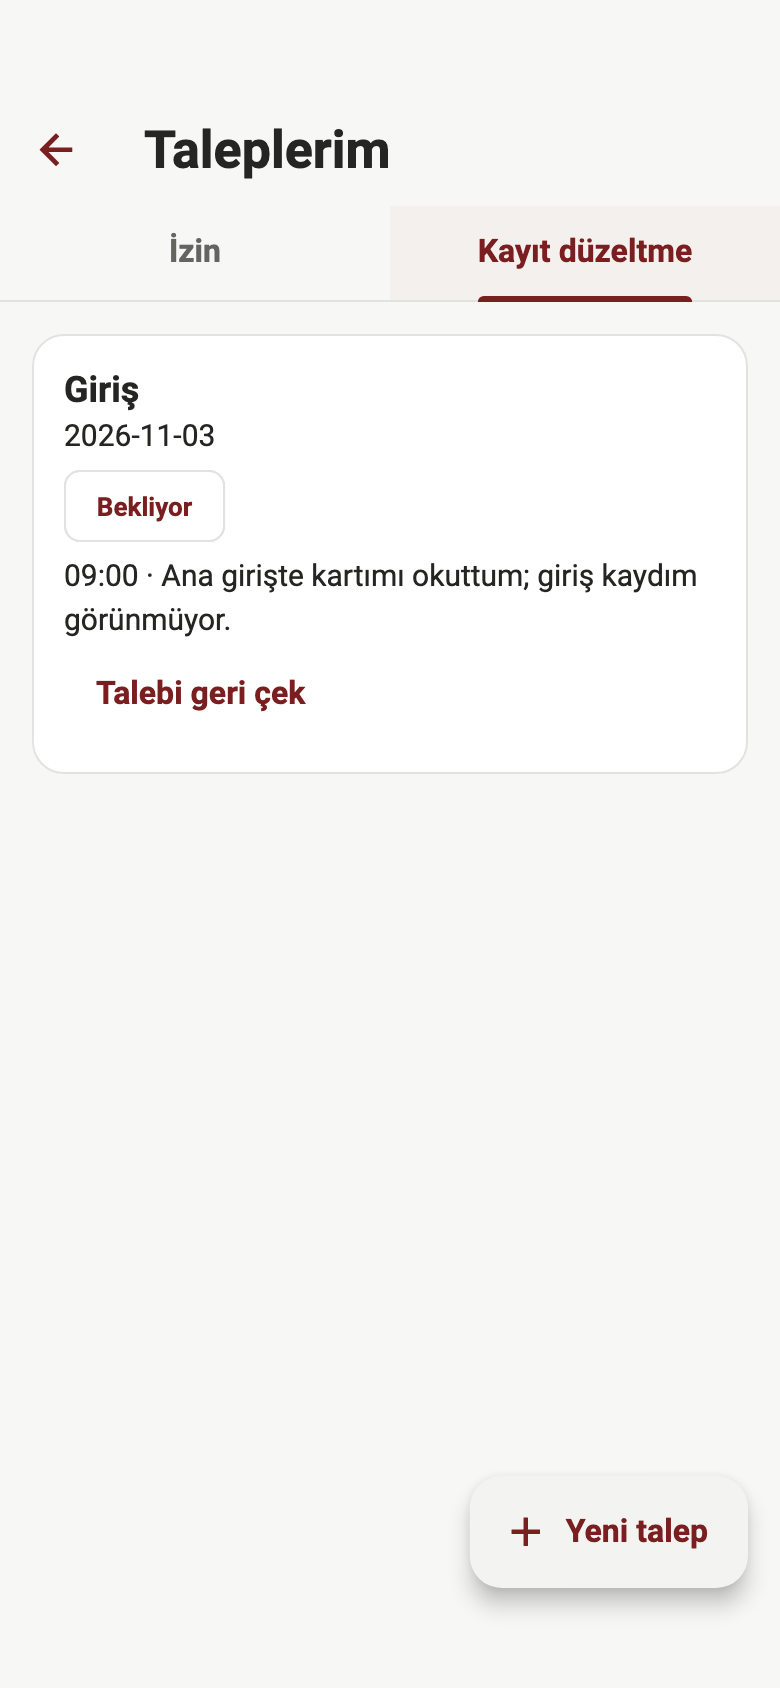 Taleplerim
İzin
Kayıt düzeltme
Giriş
2026-11-03
Bekliyor
09:00 · Ana girişte kartımı okuttum; giriş kaydım
görünmüyor.
Talebi geri çek
Yeni talep